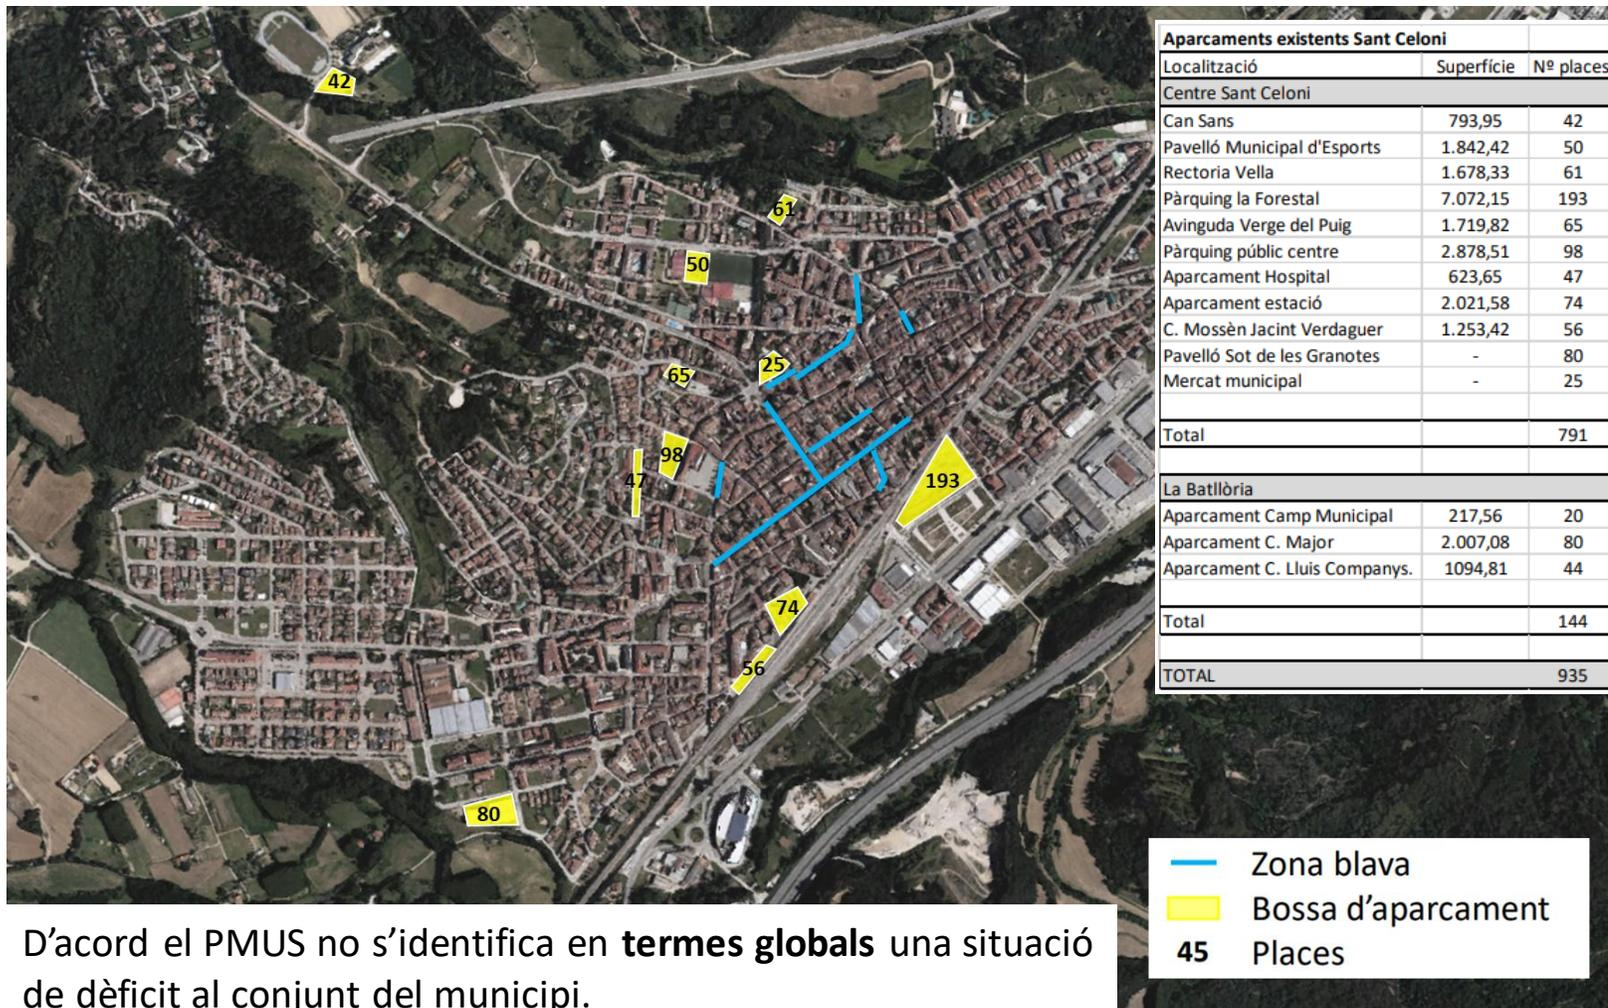 Aparcaments existents Sant Celoni
Localització Superfície Nº places
Centre Sant Celoni
Can Sans 793,95 42
Pavelló Municipal d'Esports 1.842,42 50
Rectoria Vella 1.678,33 61
Pàrquing la Forestal 7.072,15 193
Avinguda Verge del Puig 1.719,82 65
Pàrquing públic centre 2.878,51 98
Aparcament Hospital 623,65 47
Aparcament estació 2.021,58 74
C. Mossèn Jacint Verdaguer 1.253,42 56
Pavelló Sot de les Granotes - 80
Mercat municipal - 25
Total 791
La Batllòria
Aparcament Camp Municipal 217,56 20
Aparcament C. Major 2.007,08 80
Aparcament C. Lluis Companys. 1094,81 44
Total 144
TOTAL 935
42
61
50
25
65
98
47
193
74
56
80
Zona blava
Bossa d'aparcament
45 Places
D'acord el PMUS no s'identifica en termes globals una situació
de dèficit al conjunt del municipi.